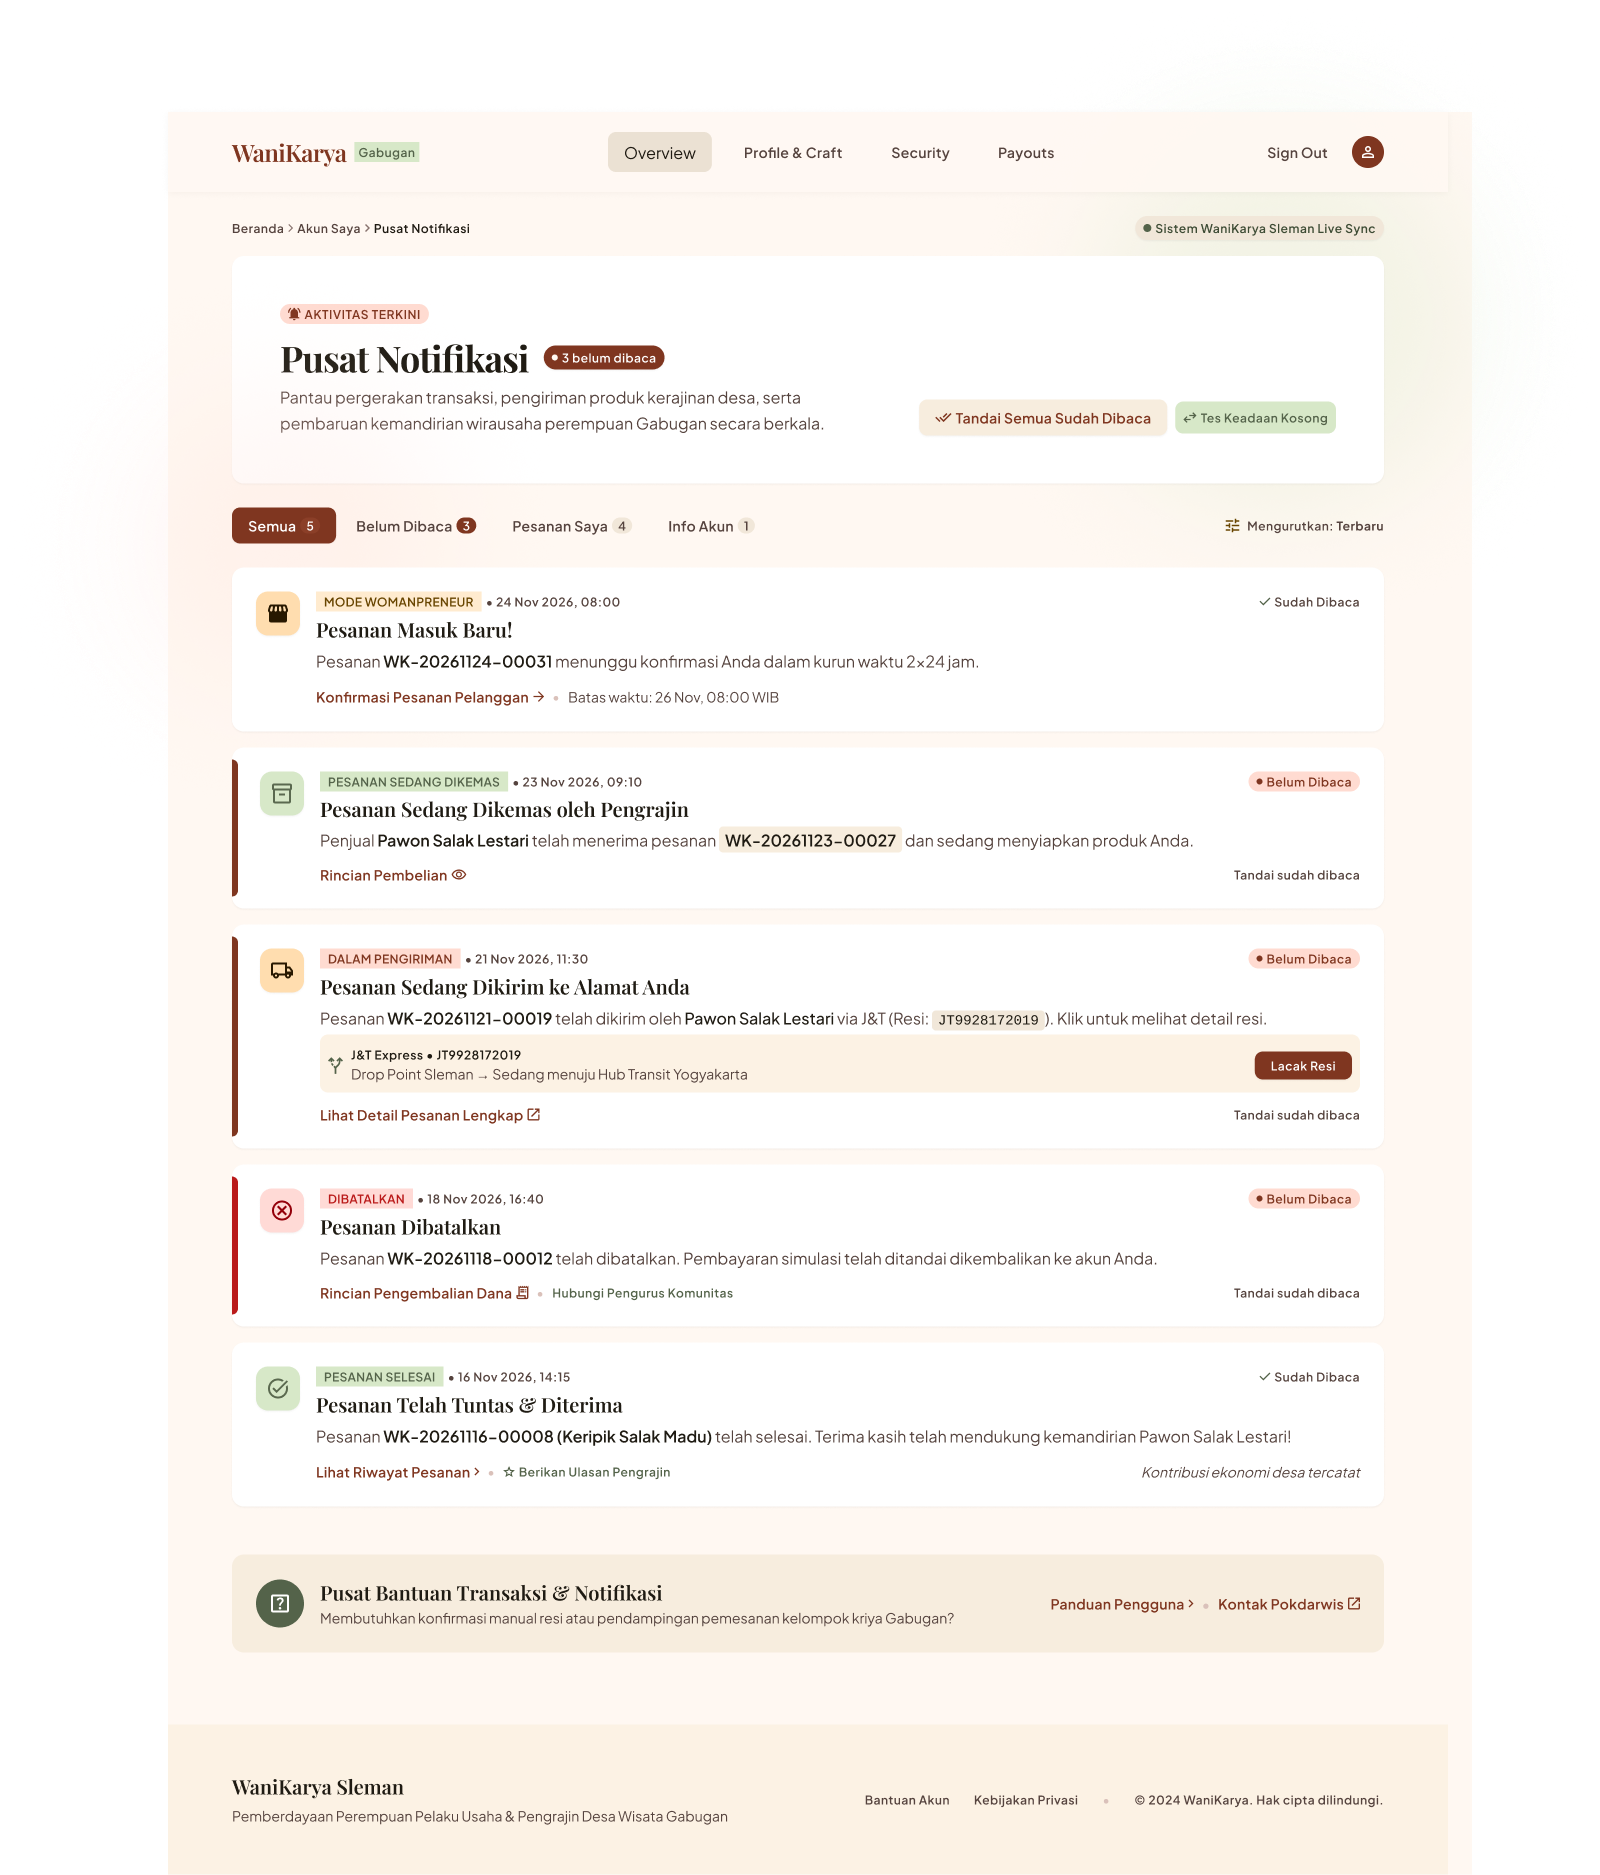 WaniKarya Gabugan Overview Profile & Craft Security Payouts Sign Out
Beranda > Akun Saya > Pusat Notifikasi
● Sistem WaniKarya Sleman Live Sync
AKTIVITAS TERKINI
Pusat Notifikasi ● 3 belum dibaca
Pantau pergerakan transaksi, pengiriman produk kerajinan desa, serta
pembaruan kemandirian wirausaha perempuan Gabugan secara berkala.
Tandai Semua Sudah Dibaca Tes Keadaan Kosong
Semua 5 Belum Dibaca 3 Pesanan Saya 4 Info Akun 1 Mengurutkan: Terbaru
MODE WOMANPRENEUR • 24 Nov 2026, 08:00 Sudah Dibaca
Pesanan Masuk Baru!
Pesanan WK-20261124-00031 menunggu konfirmasi Anda dalam kurun waktu 2×24 jam.
Konfirmasi Pesanan Pelanggan → • Batas waktu: 26 Nov, 08:00 WIB
PESANAN SEDANG DIKEMAS • 23 Nov 2026, 09:10 ● Belum Dibaca
Pesanan Sedang Dikemas oleh Pengrajin
Penjual Pawon Salak Lestari telah menerima pesanan WK-20261123-00027 dan sedang menyiapkan produk Anda.
Rincian Pembelian Tandai sudah dibaca
DALAM PENGIRIMAN • 21 Nov 2026, 11:30 ● Belum Dibaca
Pesanan Sedang Dikirim ke Alamat Anda
Pesanan WK-20261121-00019 telah dikirim oleh Pawon Salak Lestari via J&T (Resi: JT9928172019). Klik untuk melihat detail resi.
J&T Express • JT9928172019
Drop Point Sleman → Sedang menuju Hub Transit Yogyakarta
Lacak Resi
Lihat Detail Pesanan Lengkap Tandai sudah dibaca
DIBATALKAN • 18 Nov 2026, 16:40 ● Belum Dibaca
Pesanan Dibatalkan
Pesanan WK-20261118-00012 telah dibatalkan. Pembayaran simulasi telah ditandai dikembalikan ke akun Anda.
Rincian Pengembalian Dana • Hubungi Pengurus Komunitas Tandai sudah dibaca
PESANAN SELESAI • 16 Nov 2026, 14:15 Sudah Dibaca
Pesanan Telah Tuntas & Diterima
Pesanan WK-20261116-00008 (Keripik Salak Madu) telah selesai. Terima kasih telah mendukung kemandirian Pawon Salak Lestari!
Lihat Riwayat Pesanan > • Berikan Ulasan Pengrajin Kontribusi ekonomi desa tercatat
Pusat Bantuan Transaksi & Notifikasi
Membutuhkan konfirmasi manual resi atau pendampingan pemesanan kelompok kriya Gabugan?
Panduan Pengguna > • Kontak Pokdarwis
WaniKarya Sleman
Pemberdayaan Perempuan Pelaku Usaha & Pengrajin Desa Wisata Gabugan
Bantuan Akun Kebijakan Privasi • © 2024 WaniKarya. Hak cipta dilindungi.